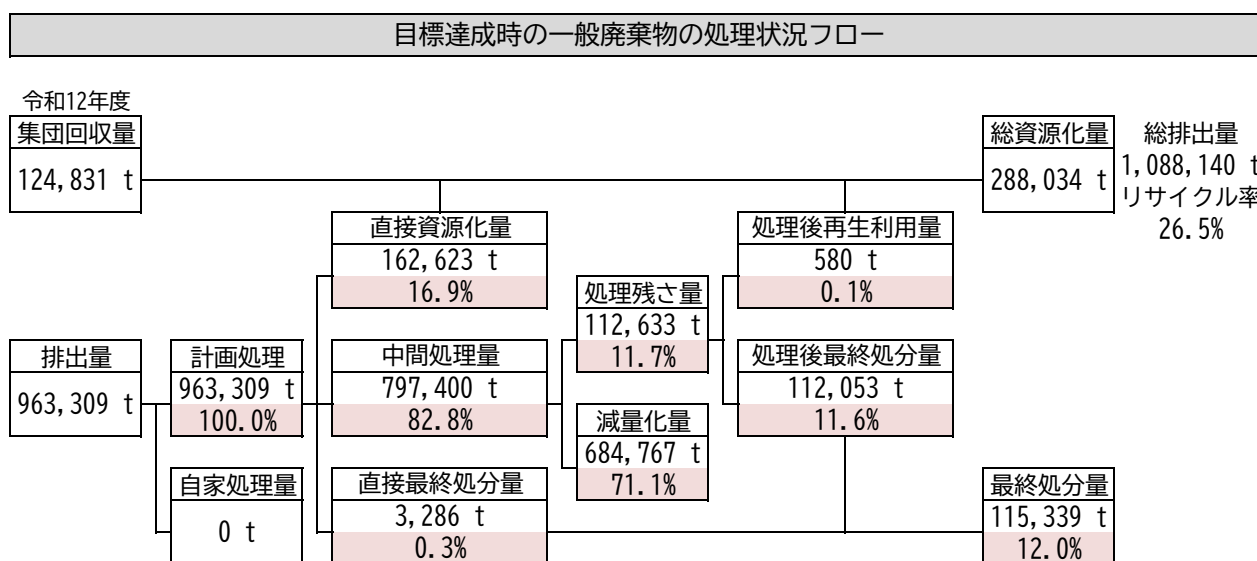 目標達成時の一般廃棄物の処理状況フロー
令和12年度
集団回収量
124,831 t
総資源化量
288,034 t
総排出量
1,088,140 t
リサイクル率
26.5%
直接資源化量
162,623 t
16.9%
処理後再生利用量
580 t
0.1%
処理残さ量
112,633 t
11.7%
排出量
963,309 t
計画処理
963,309 t
100.0%
中間処理量
797,400 t
82.8%
処理後最終処分量
112,053 t
11.6%
減量化量
684,767 t
71.1%
自家処理量
0 t
直接最終処分量
3,286 t
0.3%
最終処分量
115,339 t
12.0%